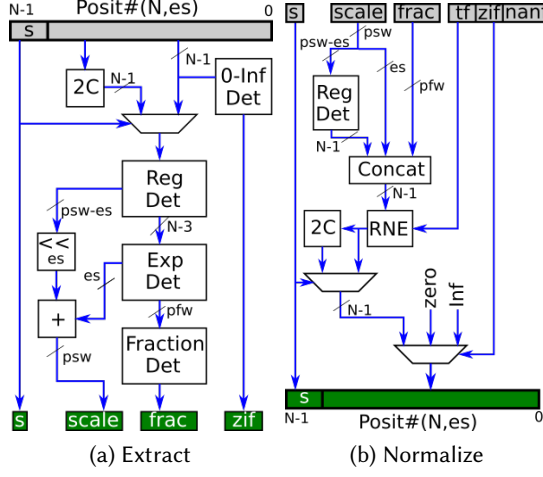 N-1 Posit#(N,es) 0
s
2C
N-1
N-1
0-Inf
Det
Reg
Det
psw-es
N-3
<<
es
es
Exp
Det
+
pfw
psw
Fraction
Det
s scale frac zif
(a) Extract
s scale frac tf zif nan
psw
psw-es
es
pfw
Reg
Det
N-1
Concat
N-1
2C
RNE
N-1
zero
Inf
s
N-1 Posit#(N,es) 0
(b) Normalize